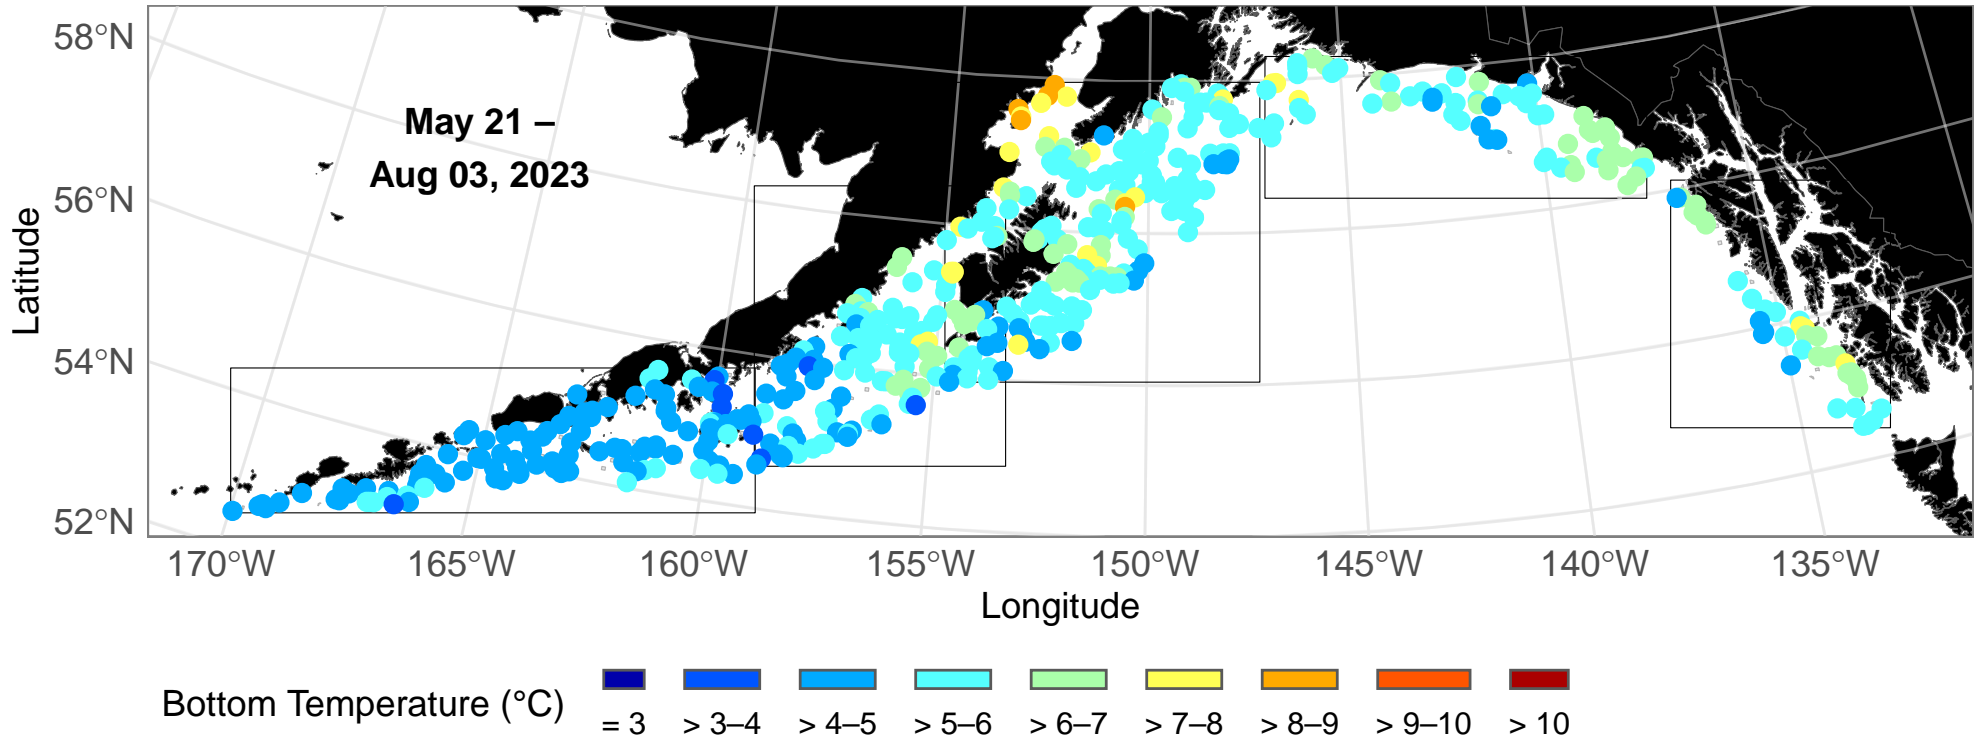 58°N
56°N
54°N
52°N
Latitude
May 21 –
Aug 03, 2023
170°W 165°W 160°W 155°W 150°W 145°W 140°W 135°W
Longitude
Bottom Temperature (°C)
= 3 > 3–4 > 4–5 > 5–6 > 6–7 > 7–8 > 8–9 > 9–10 > 10